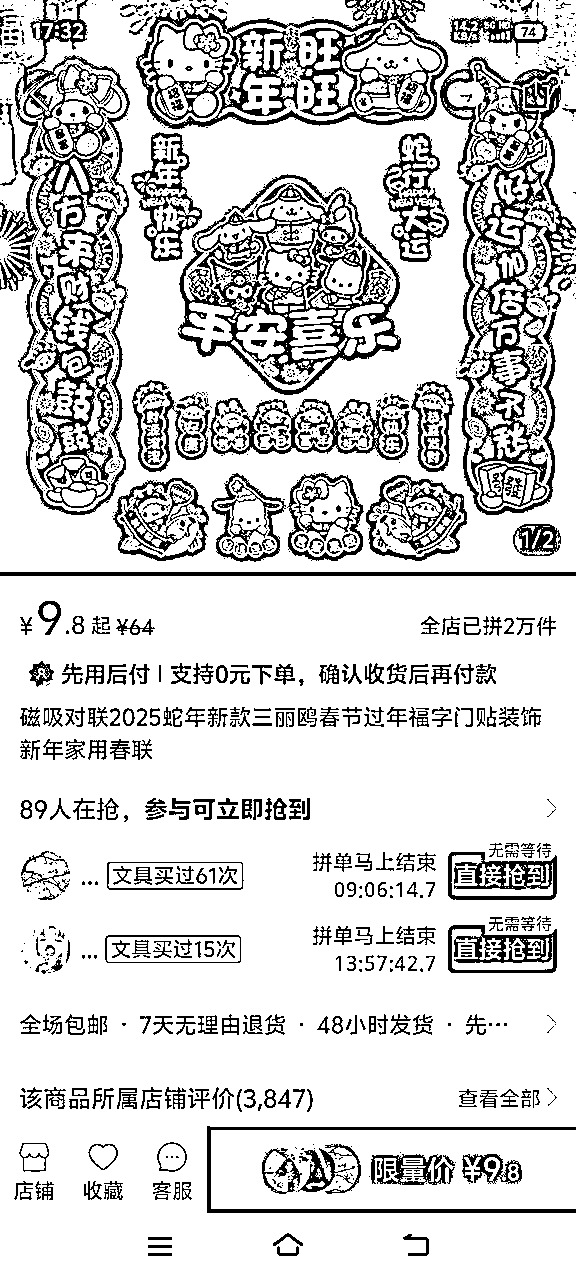 17:32
74
新年
旺旺
八方来财钱包鼓鼓
新年快乐
蛇行大运
好运加倍万事不愁
平安喜乐
1/2
¥9.8 起 ¥64
全店已拼2万件
先用后付 | 支持0元下单，确认收货后再付款
磁吸对联2025蛇年新款三丽鸥春节过年福字门贴装饰
新年家用春联
89人在抢，参与可立即抢到
... 文具买过61次
拼单马上结束
09:06:14.7
无需等待
直接抢到
... 文具买过15次
拼单马上结束
13:57:42.7
无需等待
直接抢到
全场包邮 · 7天无理由退货 · 48小时发货 · 先…
该商品所属店铺评价(3,847)
查看全部
店铺
收藏
客服
限量价 ¥9.8